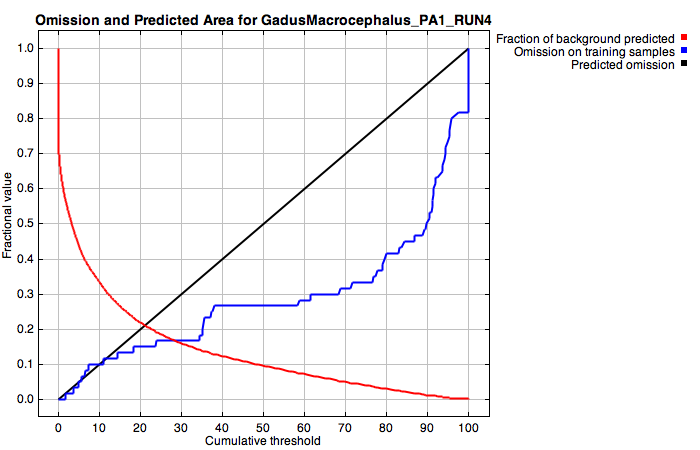 Omission and Predicted Area for GadusMacrocephalus_PA1_RUN4
Fraction of background predicted
Omission on training samples
Predicted omission
Fractional value
1.0
0.9
0.8
0.7
0.6
0.5
0.4
0.3
0.2
0.1
0.0
0 10 20 30 40 50 60 70 80 90 100
Cumulative threshold